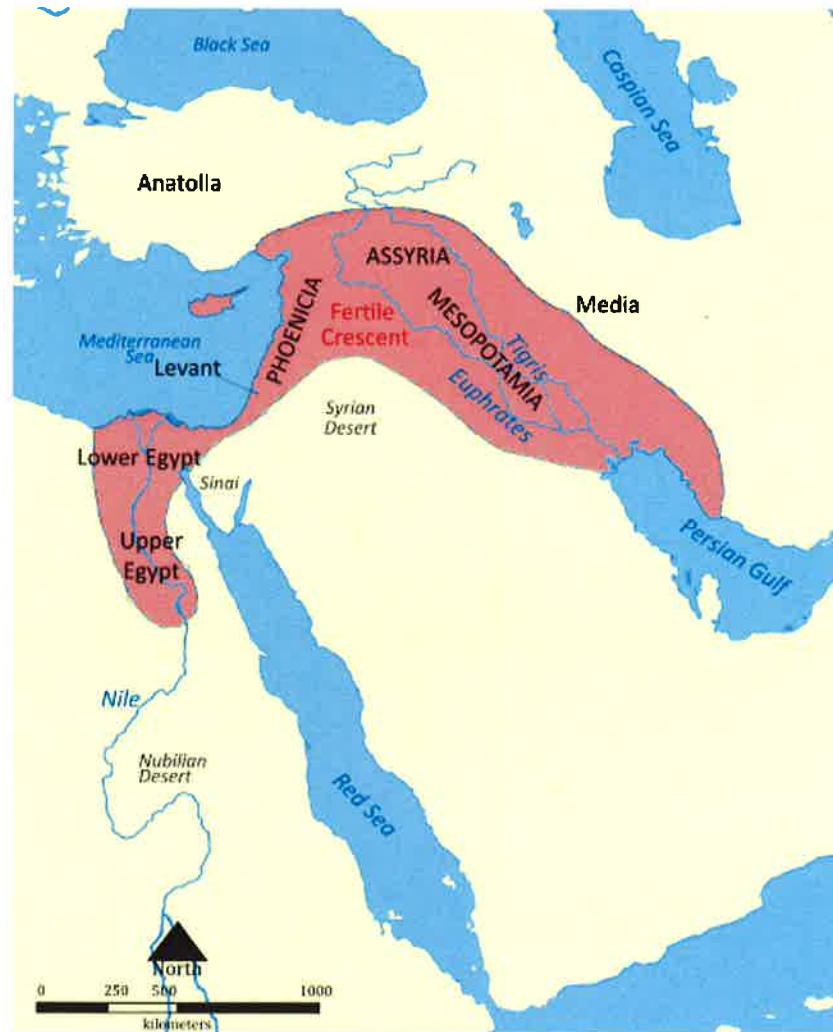 Black Sea
Caspian Sea
Anatolla
ASSYRIA
Media
PHOENICIA
Fertile
Crescent
MESOPOTAMIA
Tigris
Euphrates
Mediterranean
Sea
Levant
Syrian
Desert
Lower Egypt
Sinai
Upper
Egypt
Persian Gulf
Nile
Nubilian
Desert
Red Sea
North
0 250 500 1000
kilometers